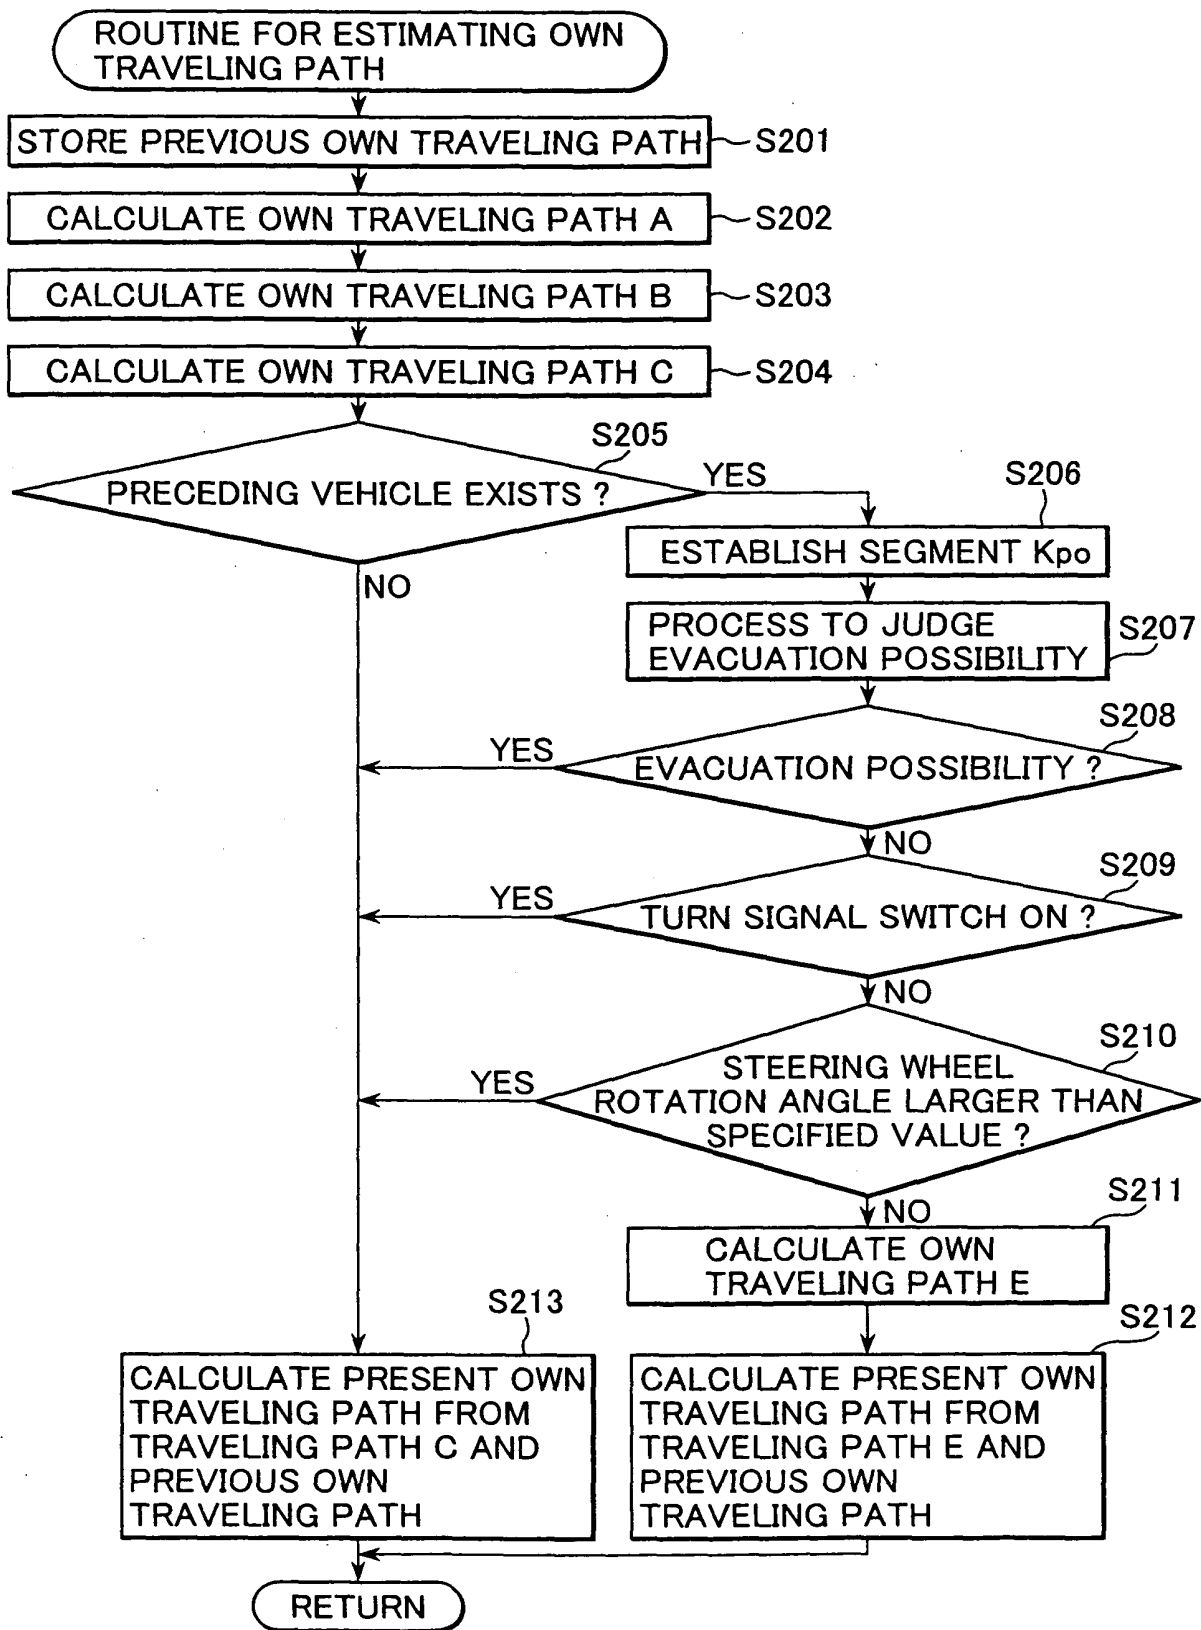 ROUTINE FOR ESTIMATING OWN
TRAVELING PATH
STORE PREVIOUS OWN TRAVELING PATH
S201
CALCULATE OWN TRAVELING PATH A
S202
CALCULATE OWN TRAVELING PATH B
S203
CALCULATE OWN TRAVELING PATH C
S204
S205
PRECEDING VEHICLE EXISTS ?
YES
NO
S206
ESTABLISH SEGMENT Kpo
S207
PROCESS TO JUDGE
EVACUATION POSSIBILITY
S208
YES
EVACUATION POSSIBILITY ?
NO
S209
YES
TURN SIGNAL SWITCH ON ?
NO
S210
YES
STEERING WHEEL
ROTATION ANGLE LARGER THAN
SPECIFIED VALUE ?
NO
S211
CALCULATE OWN
TRAVELING PATH E
S213
CALCULATE PRESENT OWN
TRAVELING PATH FROM
TRAVELING PATH C AND
PREVIOUS OWN
TRAVELING PATH
S212
CALCULATE PRESENT OWN
TRAVELING PATH FROM
TRAVELING PATH E AND
PREVIOUS OWN
TRAVELING PATH
RETURN